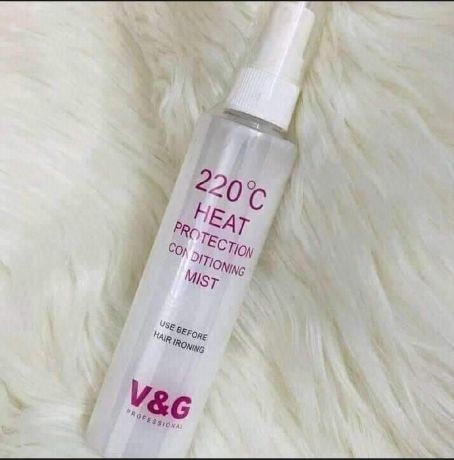 220°C
HEAT
PROTECTION
CONDITIONING
MIST
USE BEFORE
HAIR IRONING
V&G
PROFESSIONAL